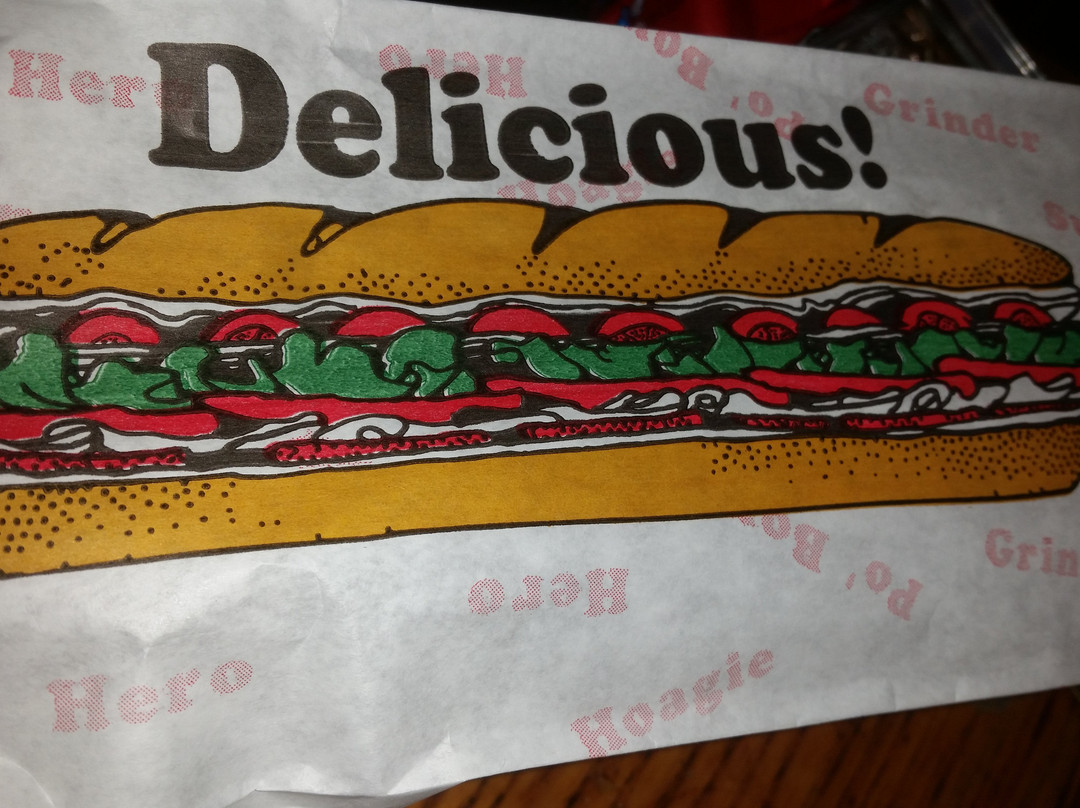 Hero
Hero
Po' Boy
Grinder
Delicious!
Hoagie
Po' Boy
Grin
Hero
Hero
Hoagie